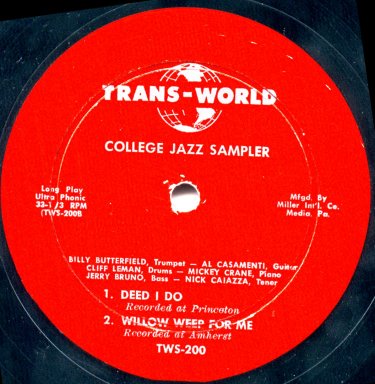 TRANS-WORLD
COLLEGE JAZZ SAMPLER
Long Play
Ultra Phonic
33-1/3 RPM
(TWS-200B
Mfgd. By
Miller Int'l. Co.
Media, Pa.
BILLY BUTTERFIELD, Trumpet — AL CASAMENTI, Guitar
CLIFF LEMAN, Drums — MICKEY CRANE, Piano
JERRY BRUNO, Bass — NICK CAIAZZA, Tenor
1. DEED I DO
Recorded at Princeton
2. WILLOW WEEP FOR ME
Recorded at Amherst
TWS-200